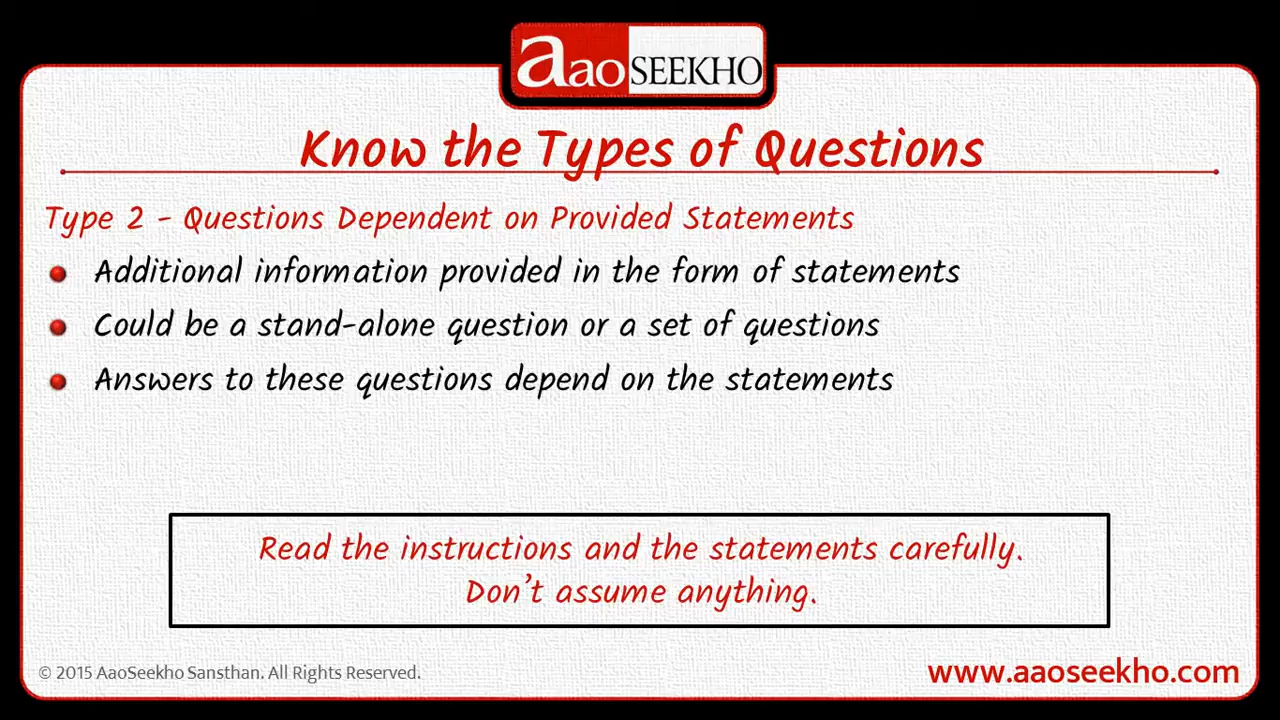 aao SEEKHO
Know the Types of Questions
Type 2 - Questions Dependent on Provided Statements
Additional information provided in the form of statements
Could be a stand-alone question or a set of questions
Answers to these questions depend on the statements
Read the instructions and the statements carefully.
Don't assume anything.
© 2015 AaoSeekho Sansthan. All Rights Reserved.
www.aaoseekho.com